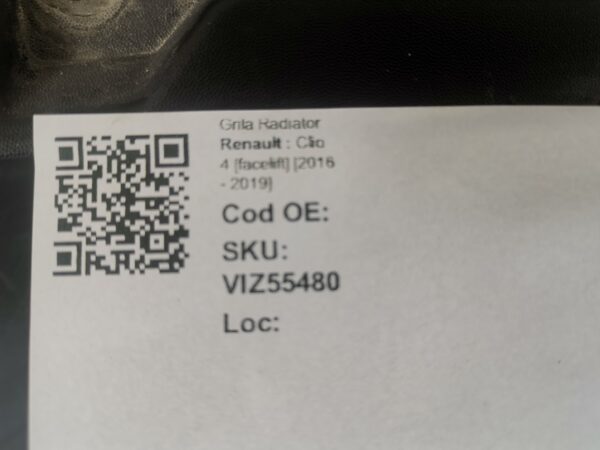 Grila Radiator
Renault : Clio
4 [facelift] [2016
- 2019]
Cod OE:
SKU:
VIZ55480
Loc: